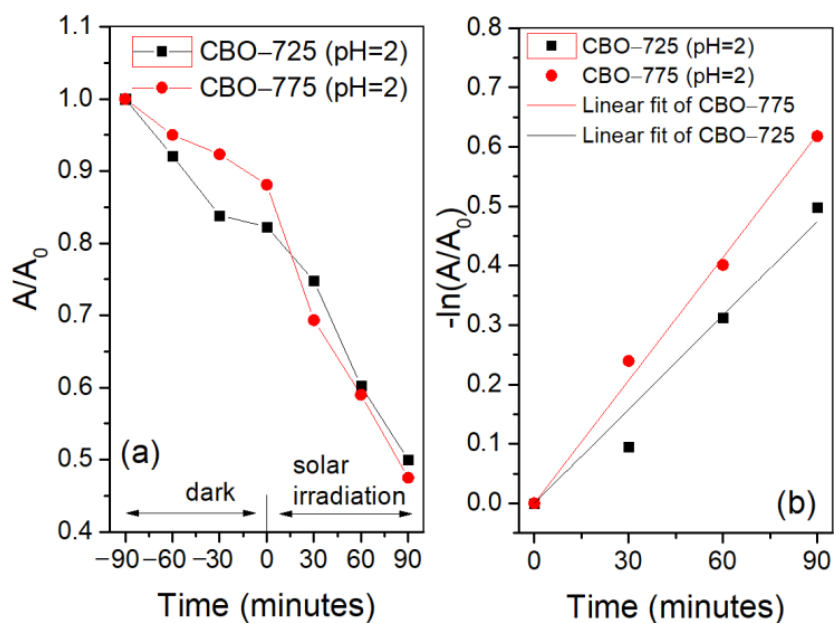 1.1
1.0
0.9
0.8
0.7
0.6
0.5
0.4
A/A₀
CBO–725 (pH=2)
CBO–775 (pH=2)
(a)
dark
solar
irradiation
−90 −60 −30 0 30 60 90
Time (minutes)
0.8
0.7
0.6
0.5
0.4
0.3
0.2
0.1
0.0
-ln(A/A₀)
CBO–725 (pH=2)
CBO–775 (pH=2)
Linear fit of CBO–775
Linear fit of CBO–725
(b)
0 30 60 90
Time (minutes)